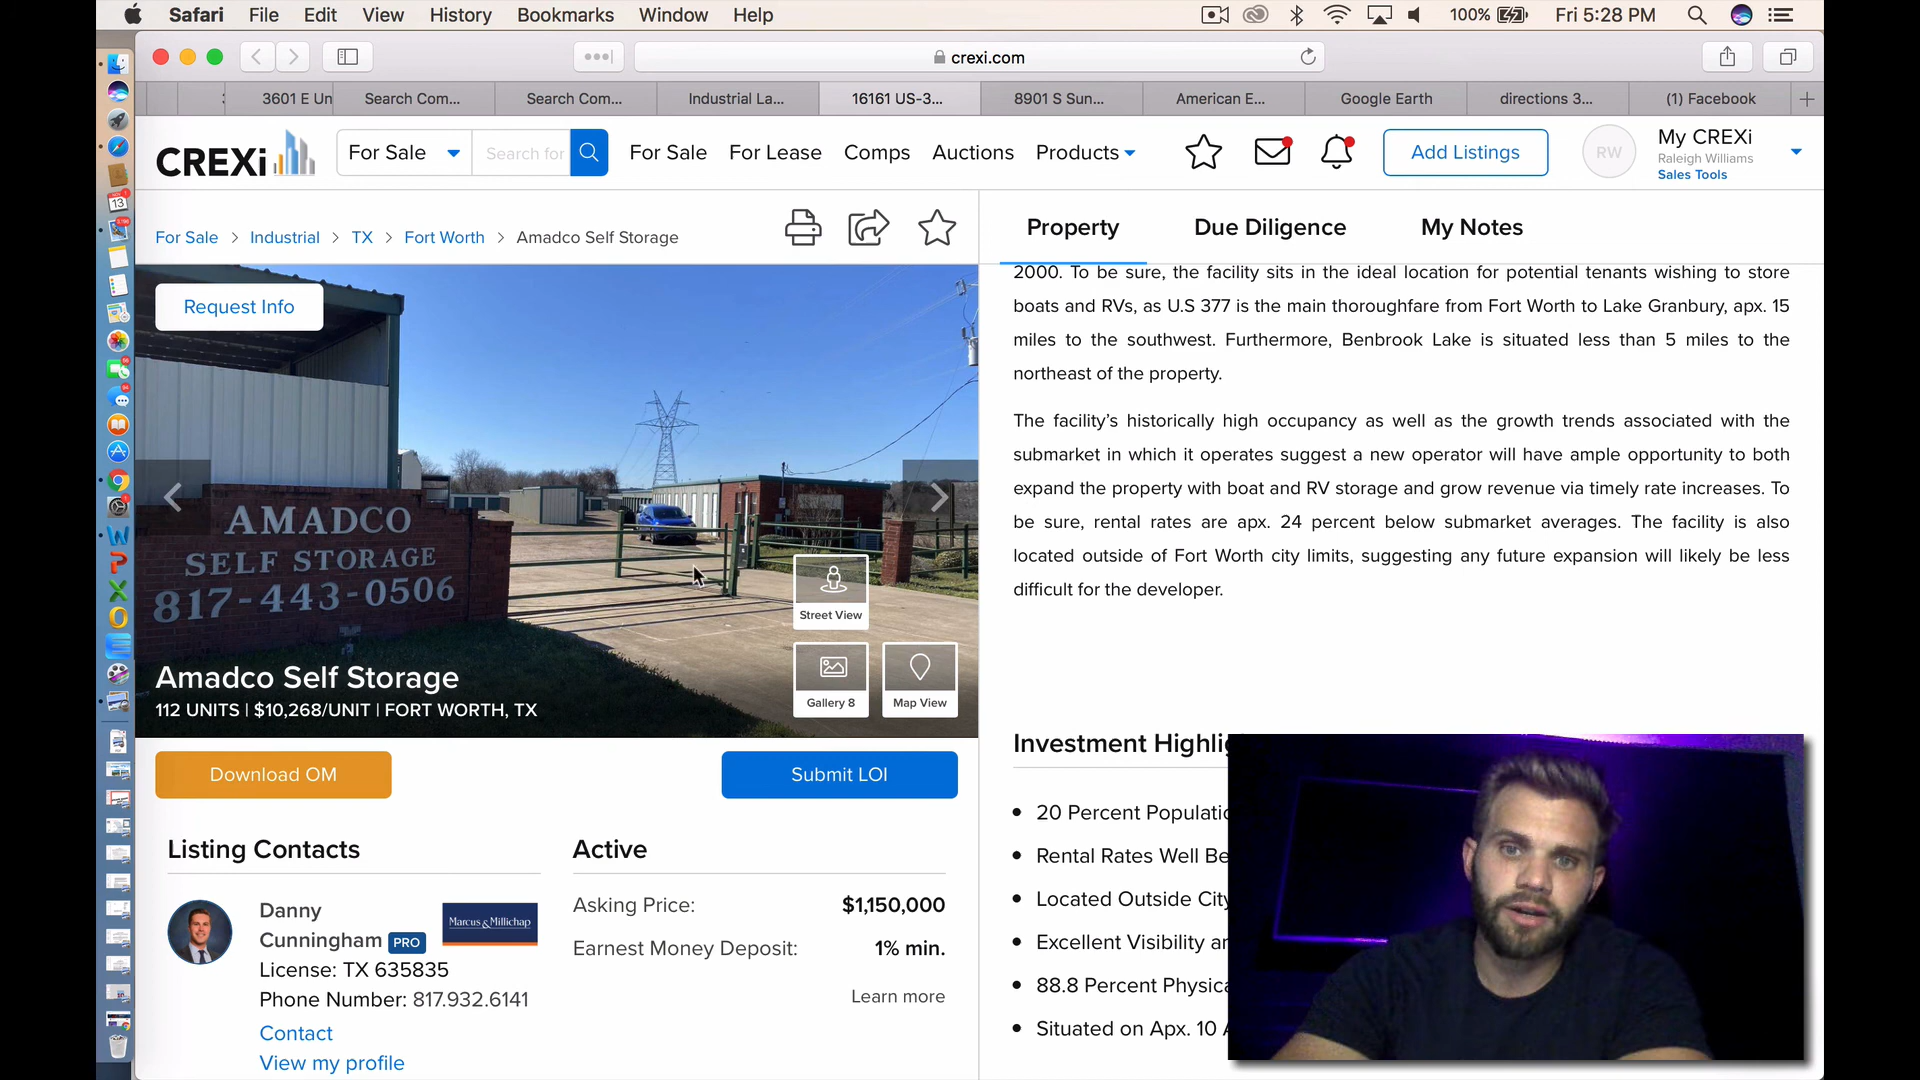 Safari File Edit View History Bookmarks Window Help 100% Fri 5:28 PM
crexi.com
3601 E Un Search Com... Search Com... Industrial La... 16161 US-3... 8901 S Sun... American E... Google Earth directions 3... (1) Facebook
CREXi For Sale Search for For Sale For Lease Comps Auctions Products Add Listings RW My CREXi
Raleigh Williams
Sales Tools
For Sale > Industrial > TX > Fort Worth > Amadco Self Storage
Property Due Diligence My Notes
Request Info
AMADCO
SELF STORAGE
817-443-0506
Street View
Gallery 8
Map View
Amadco Self Storage
112 UNITS | $10,268/UNIT | FORT WORTH, TX
Download OM
Submit LOI
Listing Contacts
Danny
Cunningham PRO
Marcus & Millichap
License: TX 635835
Phone Number: 817.932.6141
Contact
View my profile
Active
Asking Price: $1,150,000
Earnest Money Deposit: 1% min.
Learn more
2000. To be sure, the facility sits in the ideal location for potential tenants wishing to store
boats and RVs, as U.S 377 is the main thoroughfare from Fort Worth to Lake Granbury, apx. 15
miles to the southwest. Furthermore, Benbrook Lake is situated less than 5 miles to the
northeast of the property.
The facility's historically high occupancy as well as the growth trends associated with the
submarket in which it operates suggest a new operator will have ample opportunity to both
expand the property with boat and RV storage and grow revenue via timely rate increases. To
be sure, rental rates are apx. 24 percent below submarket averages. The facility is also
located outside of Fort Worth city limits, suggesting any future expansion will likely be less
difficult for the developer.
Investment Highli
20 Percent Populatio
Rental Rates Well Be
Located Outside City
Excellent Visibility an
88.8 Percent Physica
Situated on Apx. 10